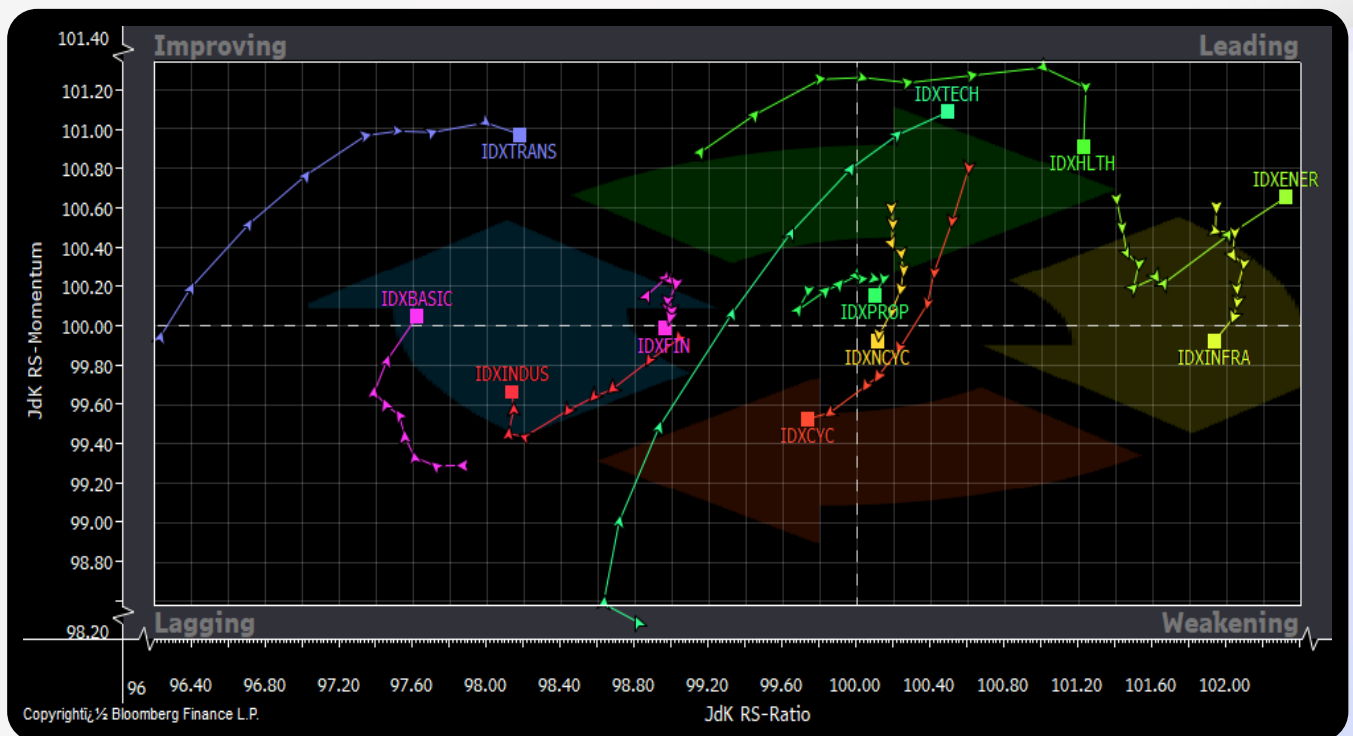 101.40
Improving
Leading
101.20
IDXTECH
101.00
IDXTRANS
IDXHLTH
100.80
IDXENER
100.60
100.40
JdK RS-Momentum
100.20
IDXBASIC
IDXPROP
100.00
IDXFIN
IDXNCYC
IDXINFRA
99.80
IDXINDUS
99.60
IDXCYC
99.40
99.20
99.00
98.80
98.20
Lagging
Weakening
96
96.40
96.80
97.20
97.60
98.00
98.40
98.80
99.20
99.60
100.00
100.40
100.80
101.20
101.60
102.00
Copyrightï¿½ Bloomberg Finance L.P.
JdK RS-Ratio